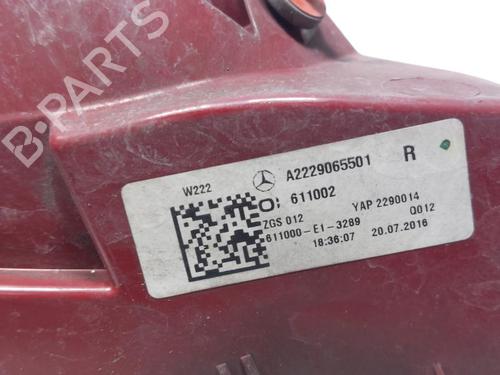 B-PARTS
W222 A2229065501 R
611002
ZGS 012 YAP 2290014
611000-E1-3289 Q012
18:36:07 20.07.2016